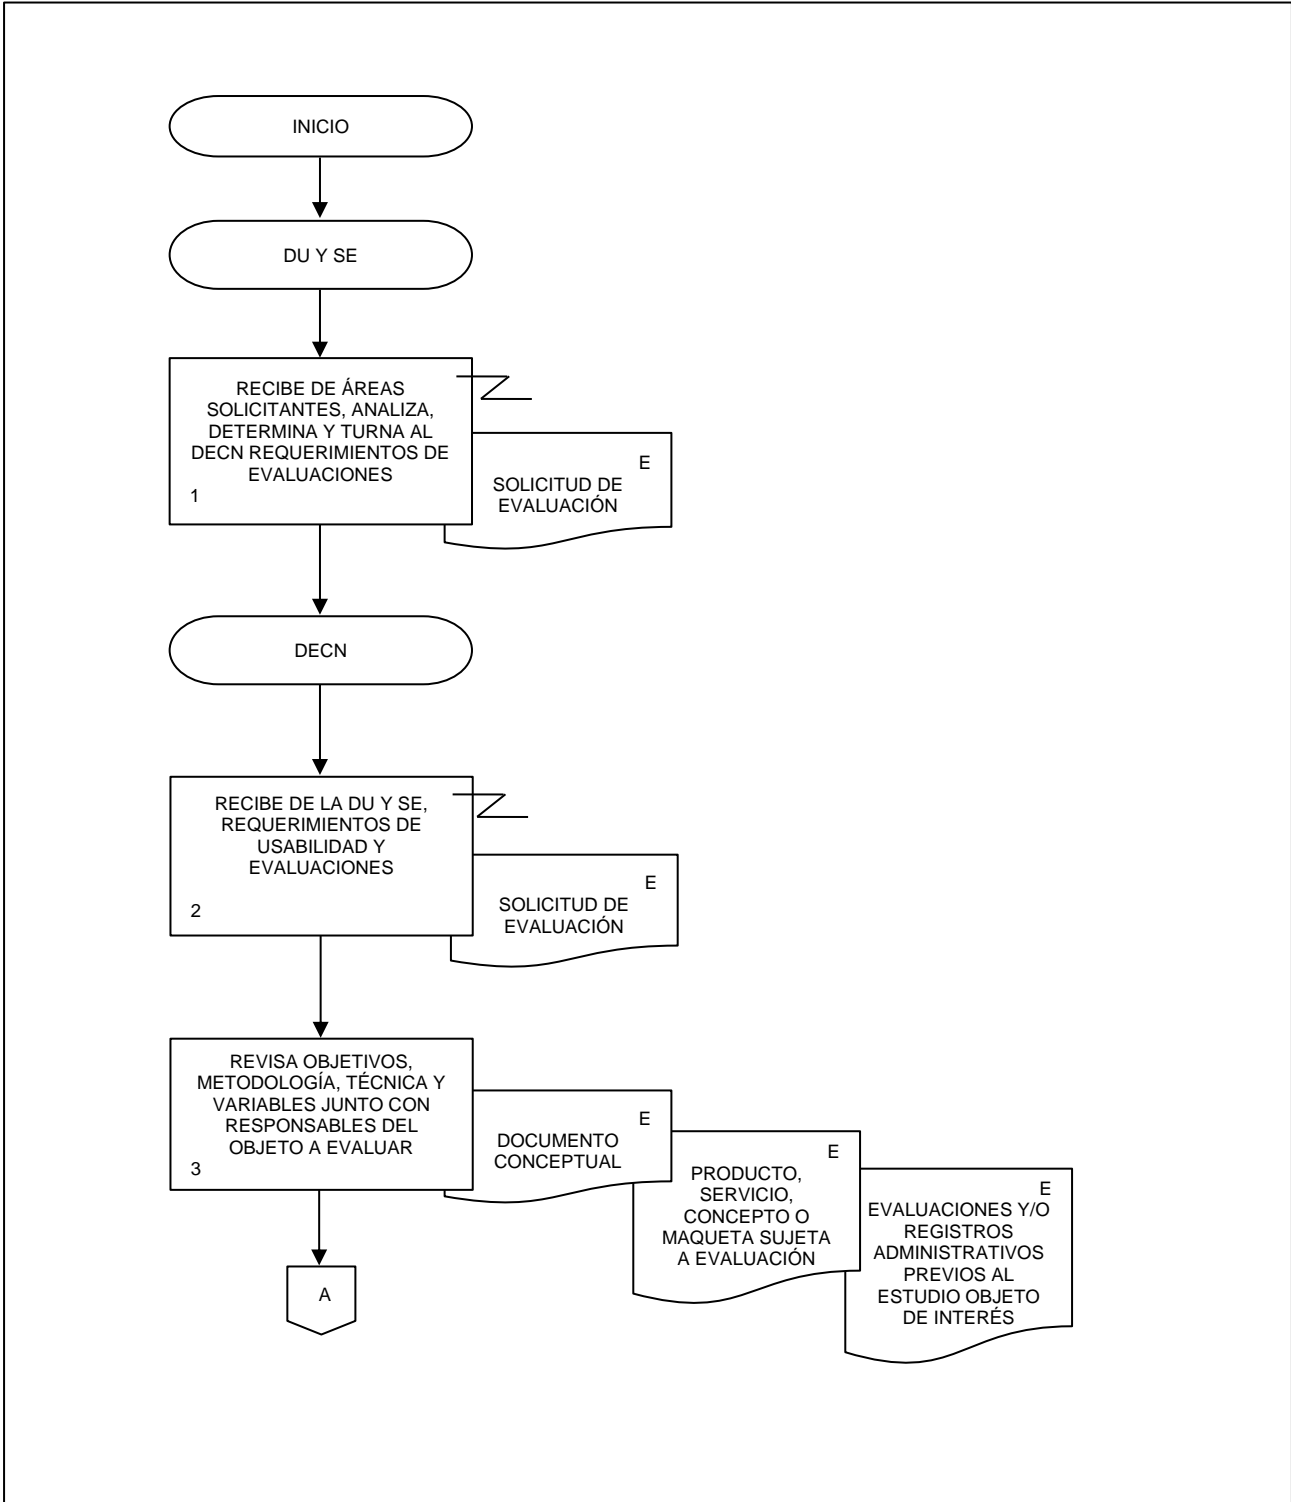 INICIO
DU Y SE
RECIBE DE ÁREAS
SOLICITANTES, ANALIZA,
DETERMINA Y TURNA AL
DECN REQUERIMIENTOS DE
EVALUACIONES
1
E
SOLICITUD DE
EVALUACIÓN
DECN
RECIBE DE LA DU Y SE,
REQUERIMIENTOS DE
USABILIDAD Y
EVALUACIONES
2
E
SOLICITUD DE
EVALUACIÓN
REVISA OBJETIVOS,
METODOLOGÍA, TÉCNICA Y
VARIABLES JUNTO CON
RESPONSABLES DEL
OBJETO A EVALUAR
3
E
DOCUMENTO
CONCEPTUAL
E
PRODUCTO,
SERVICIO,
CONCEPTO O
MAQUETA SUJETA
A EVALUACIÓN
E
EVALUACIONES Y/O
REGISTROS
ADMINISTRATIVOS
PREVIOS AL
ESTUDIO OBJETO
DE INTERÉS
A